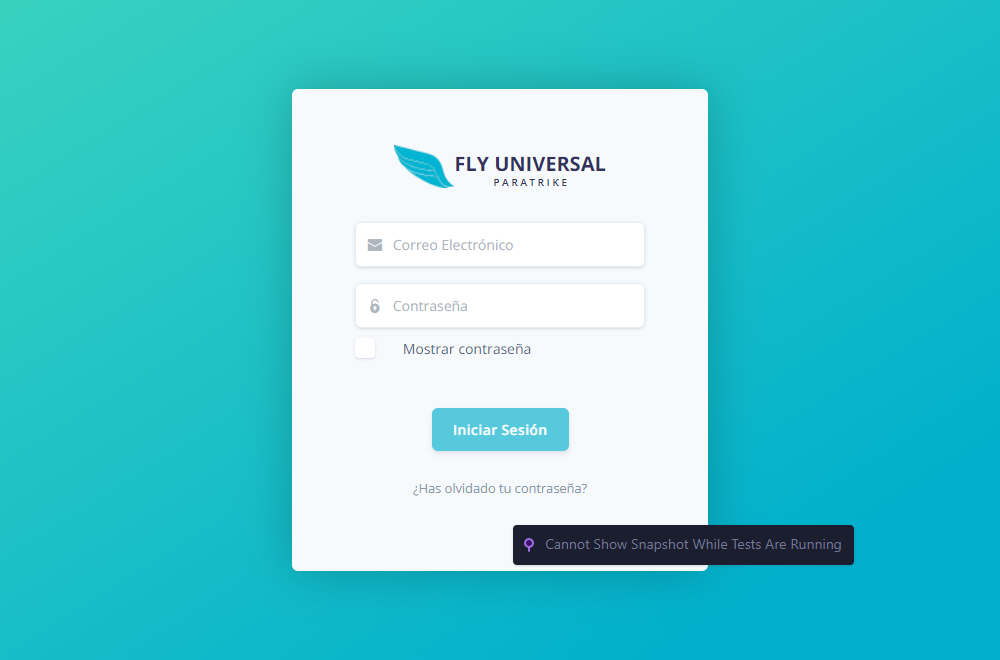 FLY UNIVERSAL
PARATRIKE
Correo Electrónico
Contraseña
Mostrar contraseña
Iniciar Sesión
¿Has olvidado tu contraseña?
Cannot Show Snapshot While Tests Are Running